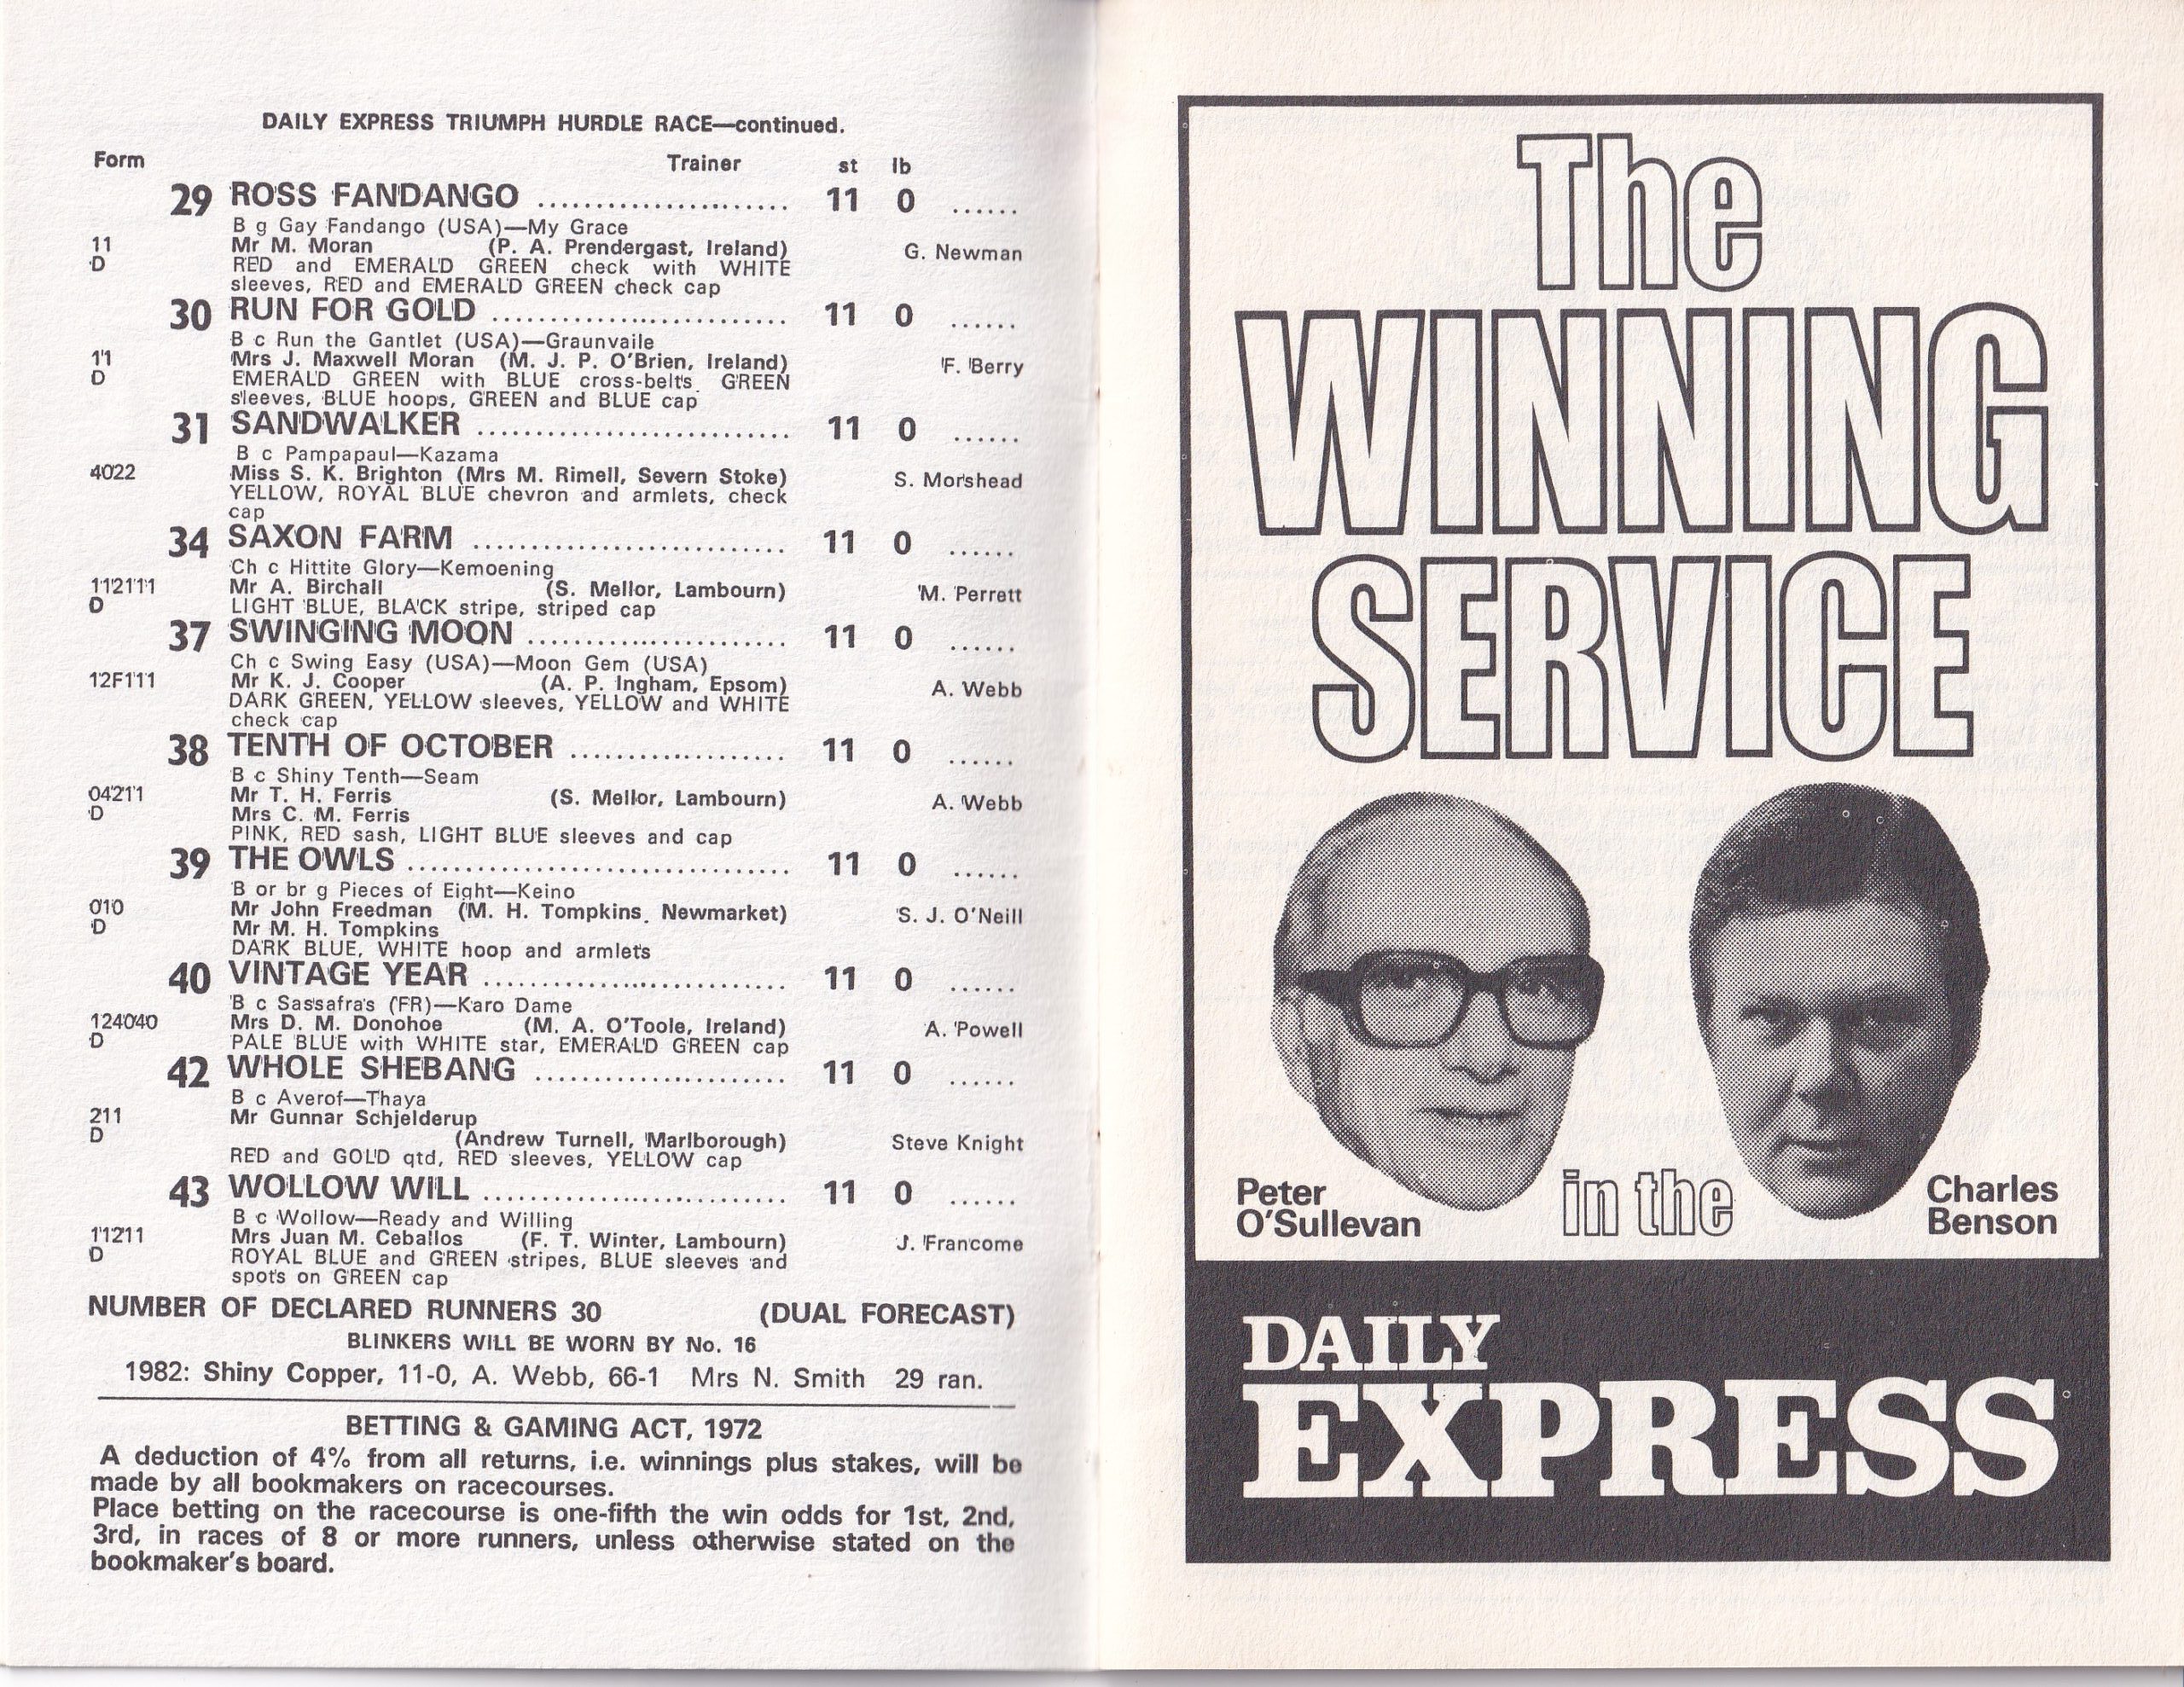 DAILY EXPRESS TRIUMPH HURDLE RACE—continued.
Form Trainer st lb
29 ROSS FANDANGO ...................... 11 0 ......
B g Gay Fandango (USA)—My Grace
11 Mr M. Moran (P. A. Prendergast, Ireland) G. Newman
D RED and EMERALD GREEN check with WHITE
sleeves, RED and EMERALD GREEN check cap
30 RUN FOR GOLD .......................... 11 0 ......
B c Run the Gantlet (USA)—Graunvaile
11 Mrs J. Maxwell Moran (M. J. P. O'Brien, Ireland) F. Berry
D EMERALD GREEN with BLUE cross-belts. GREEN
sleeves, BLUE hoops, GREEN and BLUE cap
31 SANDWALKER ........................... 11 0 ......
B c Pampapaul—Kazama
4022 Miss S. K. Brighton (Mrs M. Rimell, Severn Stoke) S. Morshead
YELLOW, ROYAL BLUE chevron and armlets, check
cap
34 SAXON FARM ........................... 11 0 ......
Ch c Hittite Glory—Kemoening
112111 Mr A. Birchall (S. Mellor, Lambourn) M. Perrett
D LIGHT BLUE, BLACK stripe, striped cap
37 SWINGING MOON ...................... 11 0 ......
Ch c Swing Easy (USA)—Moon Gem (USA)
12F111 Mr K. J. Cooper (A. P. Ingham, Epsom) A. Webb
DARK GREEN, YELLOW sleeves, YELLOW and WHITE
check cap
38 TENTH OF OCTOBER ................... 11 0 ......
B c Shiny Tenth—Seam
04211 Mr T. H. Ferris (S. Mellor, Lambourn) A. Webb
D Mrs C. M. Ferris
PINK, RED sash, LIGHT BLUE sleeves and cap
39 THE OWLS ................................. 11 0 ......
B or br g Pieces of Eight—Keino
010 Mr John Freedman (M. H. Tompkins. Newmarket) S. J. O'Neill
D Mr M. H. Tompkins
DARK BLUE, WHITE hoop and armlets
40 VINTAGE YEAR .......................... 11 0 ......
B c Sassafras (FR)—Karo Dame
124040 Mrs D. M. Donohoe (M. A. O'Toole, Ireland) A. Powell
D PALE BLUE with WHITE star, EMERALD GREEN cap
42 WHOLE SHEBANG ...................... 11 0 ......
B c Averof—Thaya
211 Mr Gunnar Schjelderup
D (Andrew Turnell, Marlborough) Steve Knight
RED and GOLD qtd, RED sleeves, YELLOW cap
43 WOLLOW WILL .......................... 11 0 ......
B c Wollow—Ready and Willing
11211 Mrs Juan M. Ceballos (F. T. Winter, Lambourn) J. Francome
D ROYAL BLUE and GREEN stripes, BLUE sleeves and
spots on GREEN cap
NUMBER OF DECLARED RUNNERS 30 (DUAL FORECAST)
BLINKERS WILL BE WORN BY No. 16
1982: Shiny Copper, 11-0, A. Webb, 66-1 Mrs N. Smith 29 ran.
BETTING & GAMING ACT, 1972
A deduction of 4% from all returns, i.e. winnings plus stakes, will be
made by all bookmakers on racecourses.
Place betting on the racecourse is one-fifth the win odds for 1st, 2nd,
3rd, in races of 8 or more runners, unless otherwise stated on the
bookmaker's board.
The
WINNING
SERVICE
Peter
O'Sullevan
in the
Charles
Benson
DAILY
EXPRESS